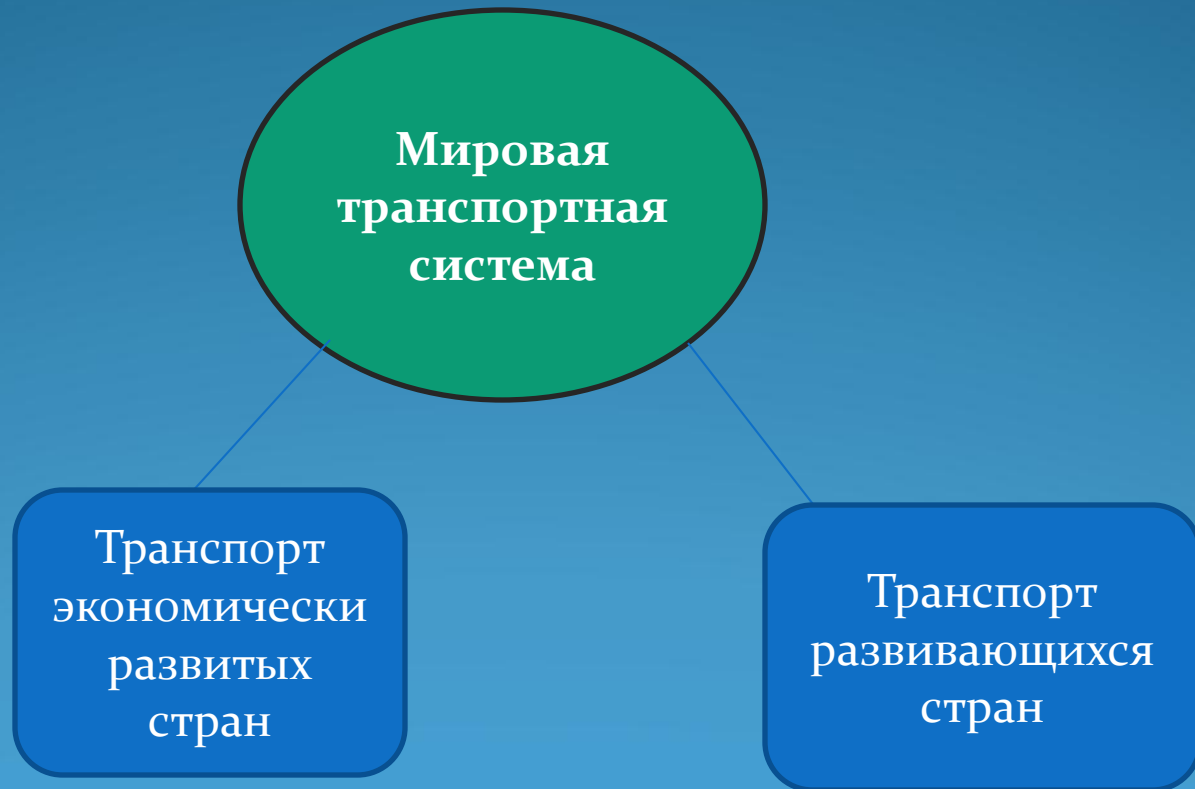 Мировая
транспортная
система
Транспорт
экономически
развитых
стран
Транспорт
развивающихся
стран